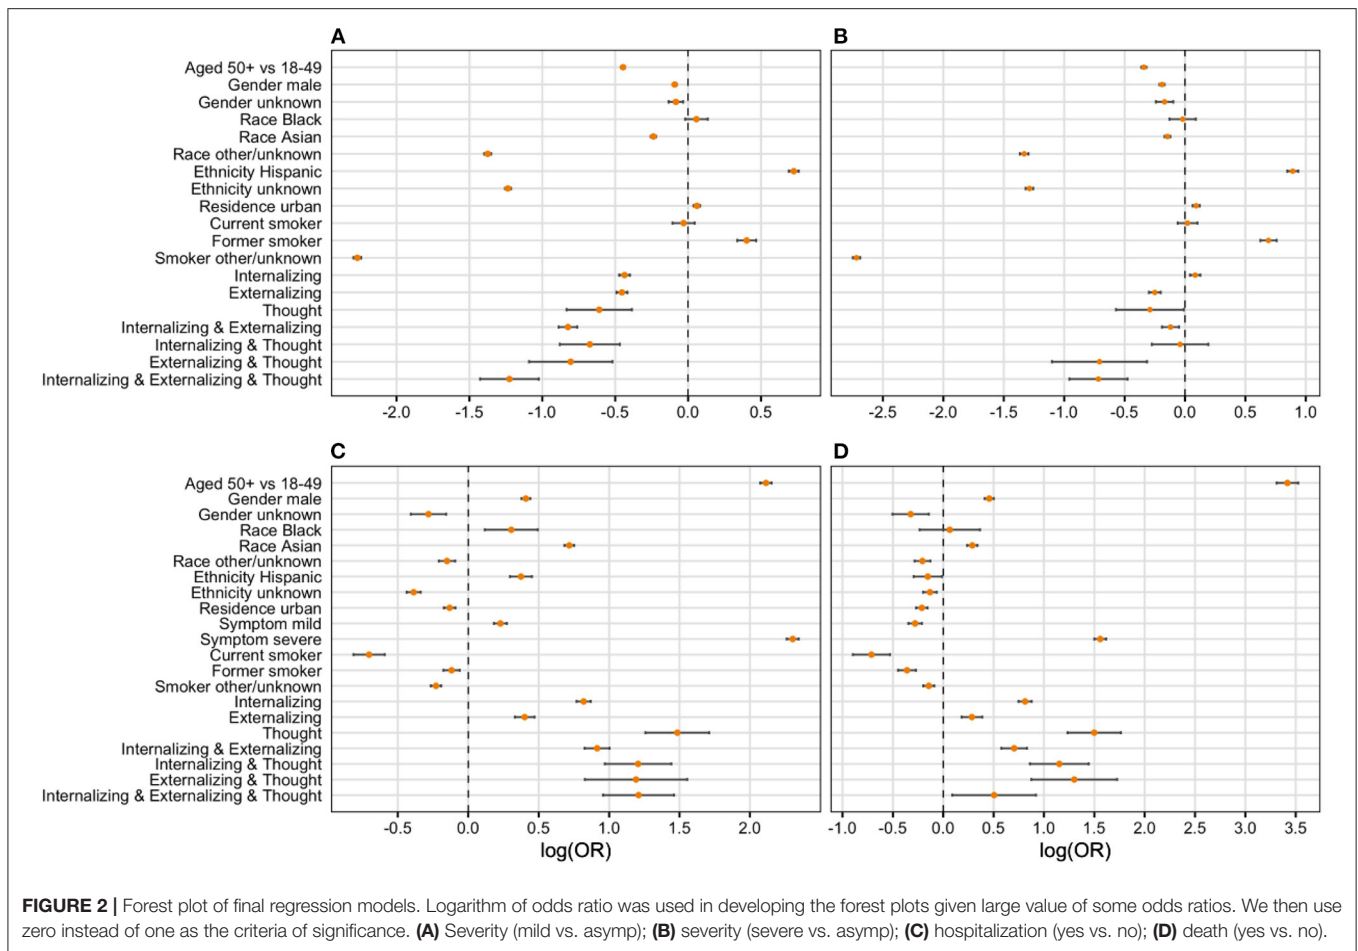 A
B
Aged 50+ vs 18-49
Gender male
Gender unknown
Race Black
Race Asian
Race other/unknown
Ethnicity Hispanic
Ethnicity unknown
Residence urban
Current smoker
Former smoker
Smoker other/unknown
Internalizing
Externalizing
Thought
Internalizing & Externalizing
Internalizing & Thought
Externalizing & Thought
Internalizing & Externalizing & Thought
-2.0 -1.5 -1.0 -0.5 0.0 0.5
-2.5 -2.0 -1.5 -1.0 -0.5 0.0 0.5 1.0
C
D
Aged 50+ vs 18-49
Gender male
Gender unknown
Race Black
Race Asian
Race other/unknown
Ethnicity Hispanic
Ethnicity unknown
Residence urban
Symptom mild
Symptom severe
Current smoker
Former smoker
Smoker other/unknown
Internalizing
Externalizing
Thought
Internalizing & Externalizing
Internalizing & Thought
Externalizing & Thought
Internalizing & Externalizing & Thought
-0.5 0.0 0.5 1.0 1.5 2.0
-1.0 -0.5 0.0 0.5 1.0 1.5 2.0 2.5 3.0 3.5
log(OR)
log(OR)
FIGURE 2 | Forest plot of final regression models. Logarithm of odds ratio was used in developing the forest plots given large value of some odds ratios. We then use
zero instead of one as the criteria of significance. (A) Severity (mild vs. asymp); (B) severity (severe vs. asymp); (C) hospitalization (yes vs. no); (D) death (yes vs. no).